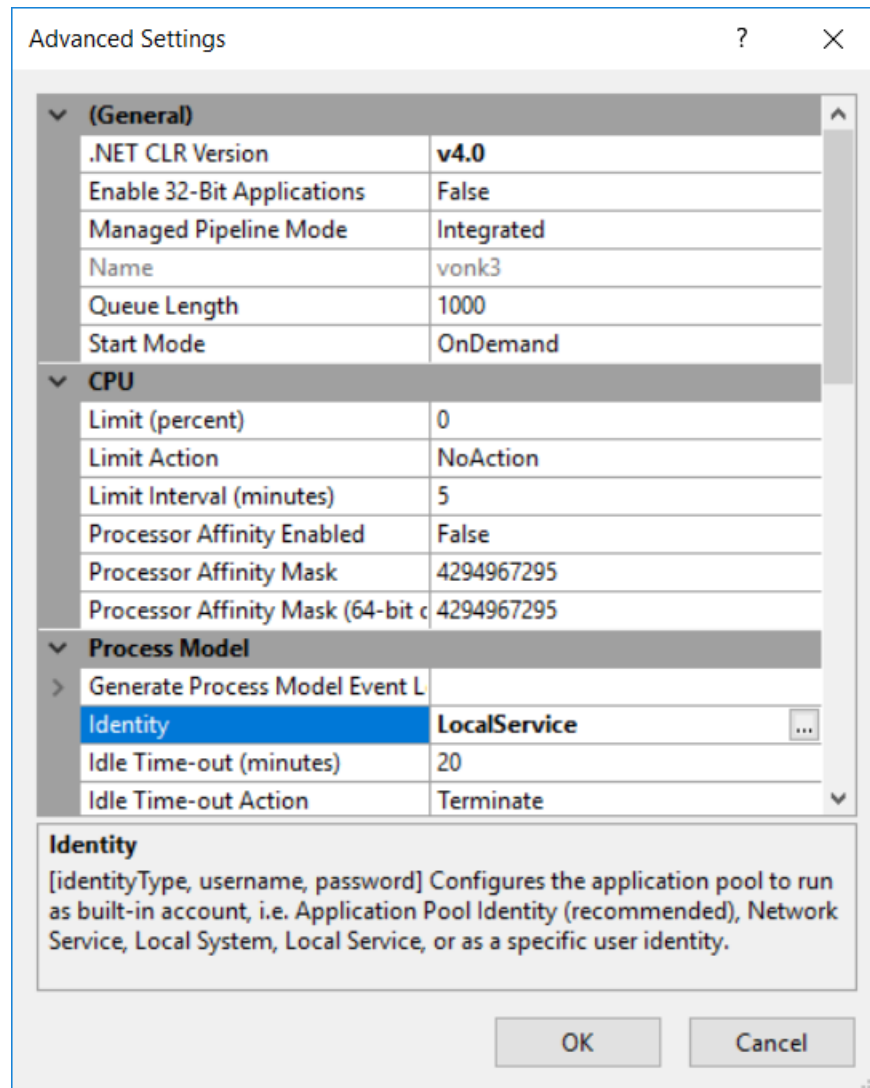 Advanced Settings ?
(General)
.NET CLR Version v4.0
Enable 32-Bit Applications False
Managed Pipeline Mode Integrated
Name vonk3
Queue Length 1000
Start Mode OnDemand
CPU
Limit (percent) 0
Limit Action NoAction
Limit Interval (minutes) 5
Processor Affinity Enabled False
Processor Affinity Mask 4294967295
Processor Affinity Mask (64-bit 4294967295
Process Model
Generate Process Model Event
Identity LocalService ...
Idle Time-out (minutes) 20
Idle Time-out Action Terminate
Identity
[identityType, username, password] Configures the application pool to run
as built-in account, i.e. Application Pool Identity (recommended), Network
Service, Local System, Local Service, or as a specific user identity.
OK Cancel